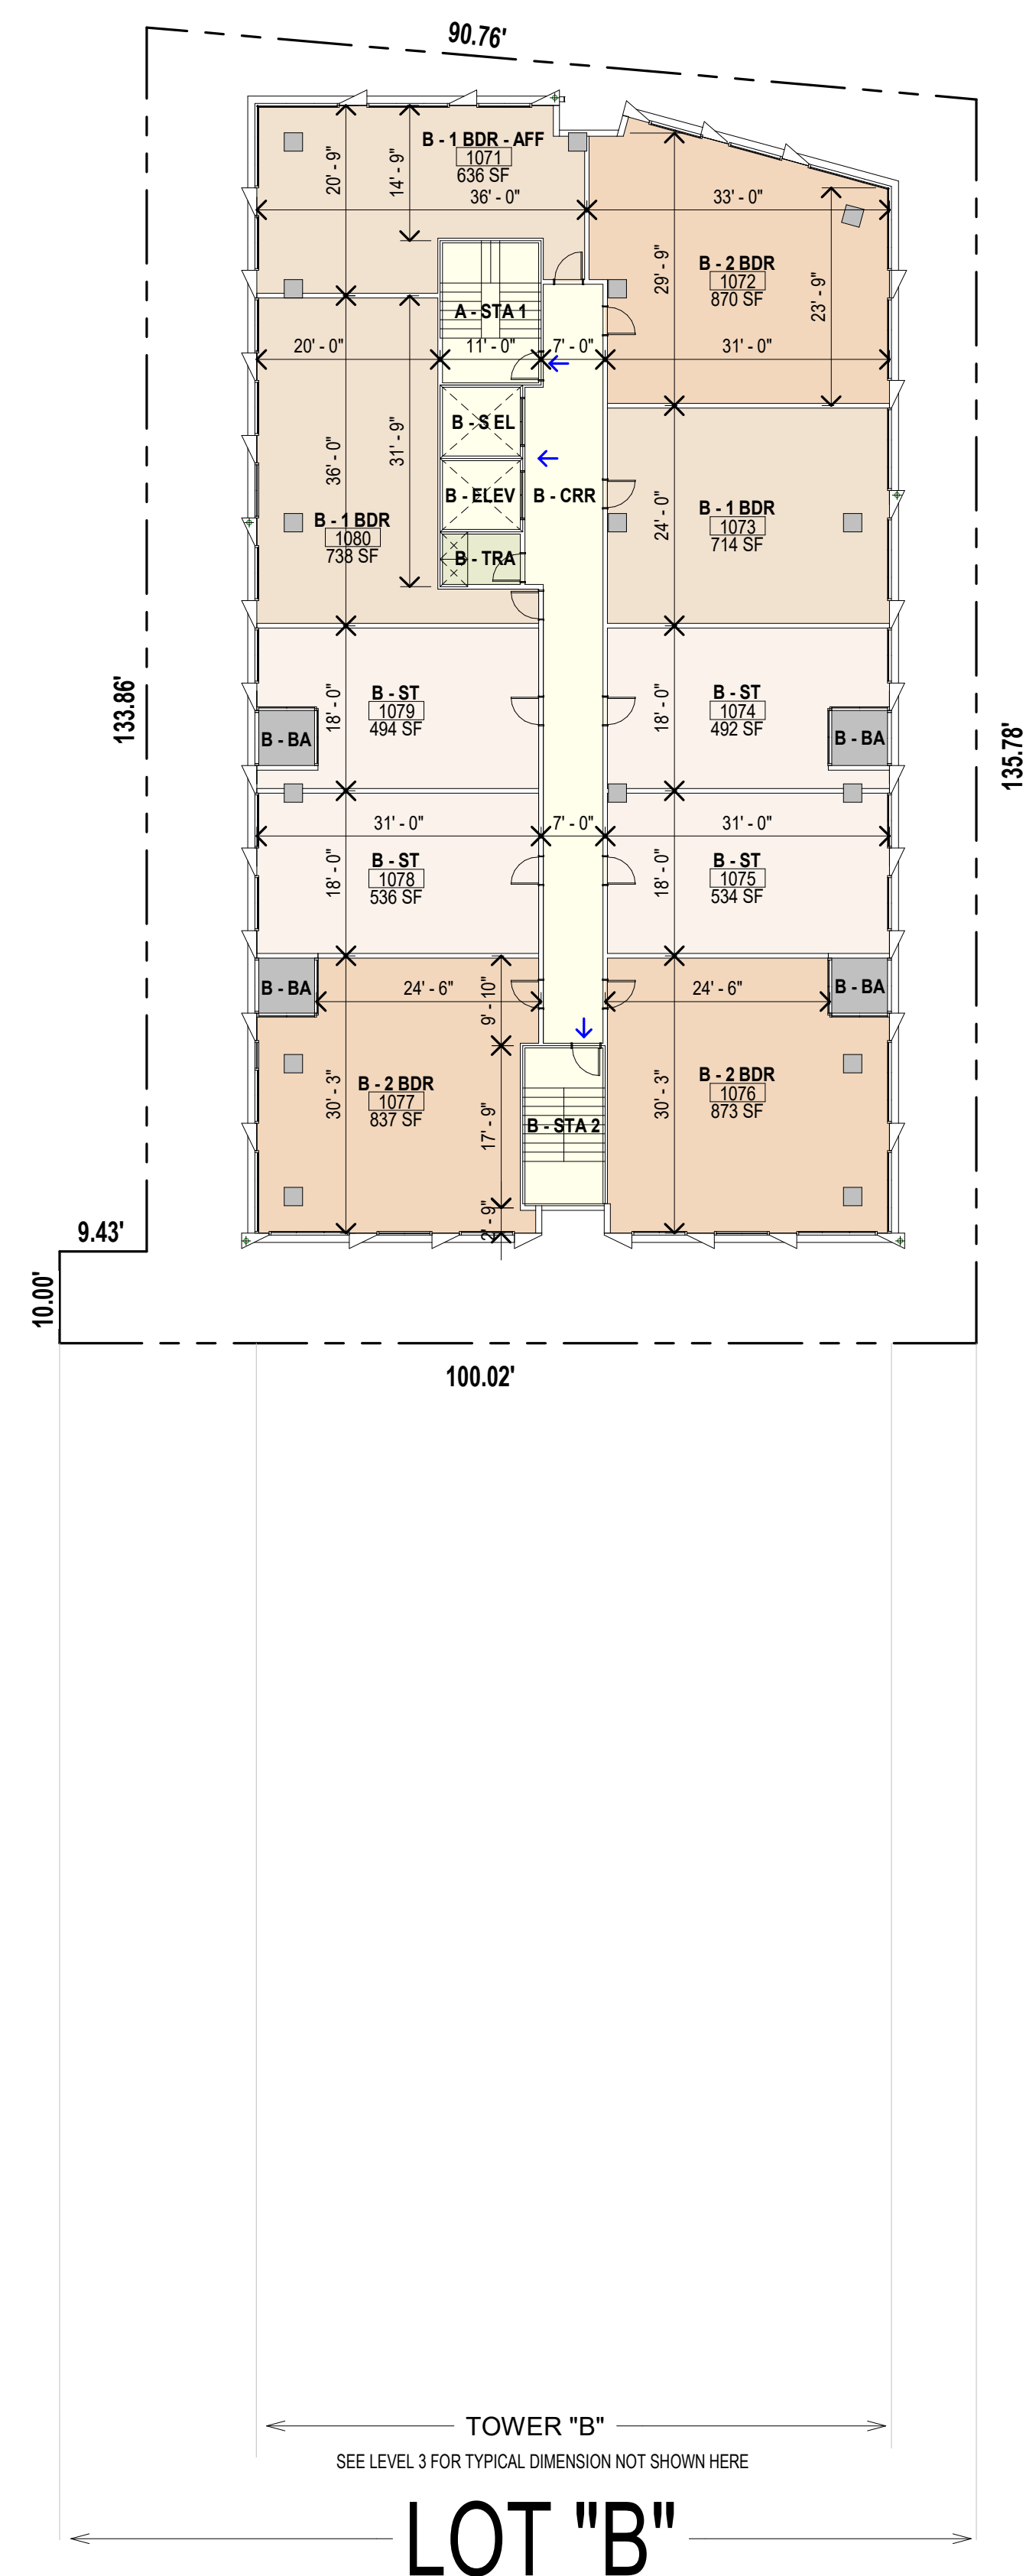 90.76'
B - 1 BDR - AFF
1071
636 SF
20' - 9"
14' - 9"
36' - 0"
33' - 0"
29' - 9"
B - 2 BDR
1072
870 SF
23' - 9"
A - STA 1
20' - 0"
11' - 0"
7' - 0"
31' - 0"
B - S EL
36' - 0"
31' - 9"
B - ELEV
B - CRR
24' - 0"
B - 1 BDR
1073
714 SF
B - 1 BDR
1080
738 SF
B - TRA
133.86'
18' - 0"
B - ST
1079
494 SF
18' - 0"
B - ST
1074
492 SF
B - BA
B - BA
135.78'
31' - 0"
7' - 0"
31' - 0"
18' - 0"
B - ST
1078
536 SF
18' - 0"
B - ST
1075
534 SF
B - BA
24' - 6"
9' - 10"
24' - 6"
B - BA
30' - 3"
B - 2 BDR
1077
837 SF
17' - 9"
B - STA 2
30' - 3"
B - 2 BDR
1076
873 SF
2' - 9"
9.43'
10.00'
100.02'
TOWER "B"
SEE LEVEL 3 FOR TYPICAL DIMENSION NOT SHOWN HERE
LOT "B"